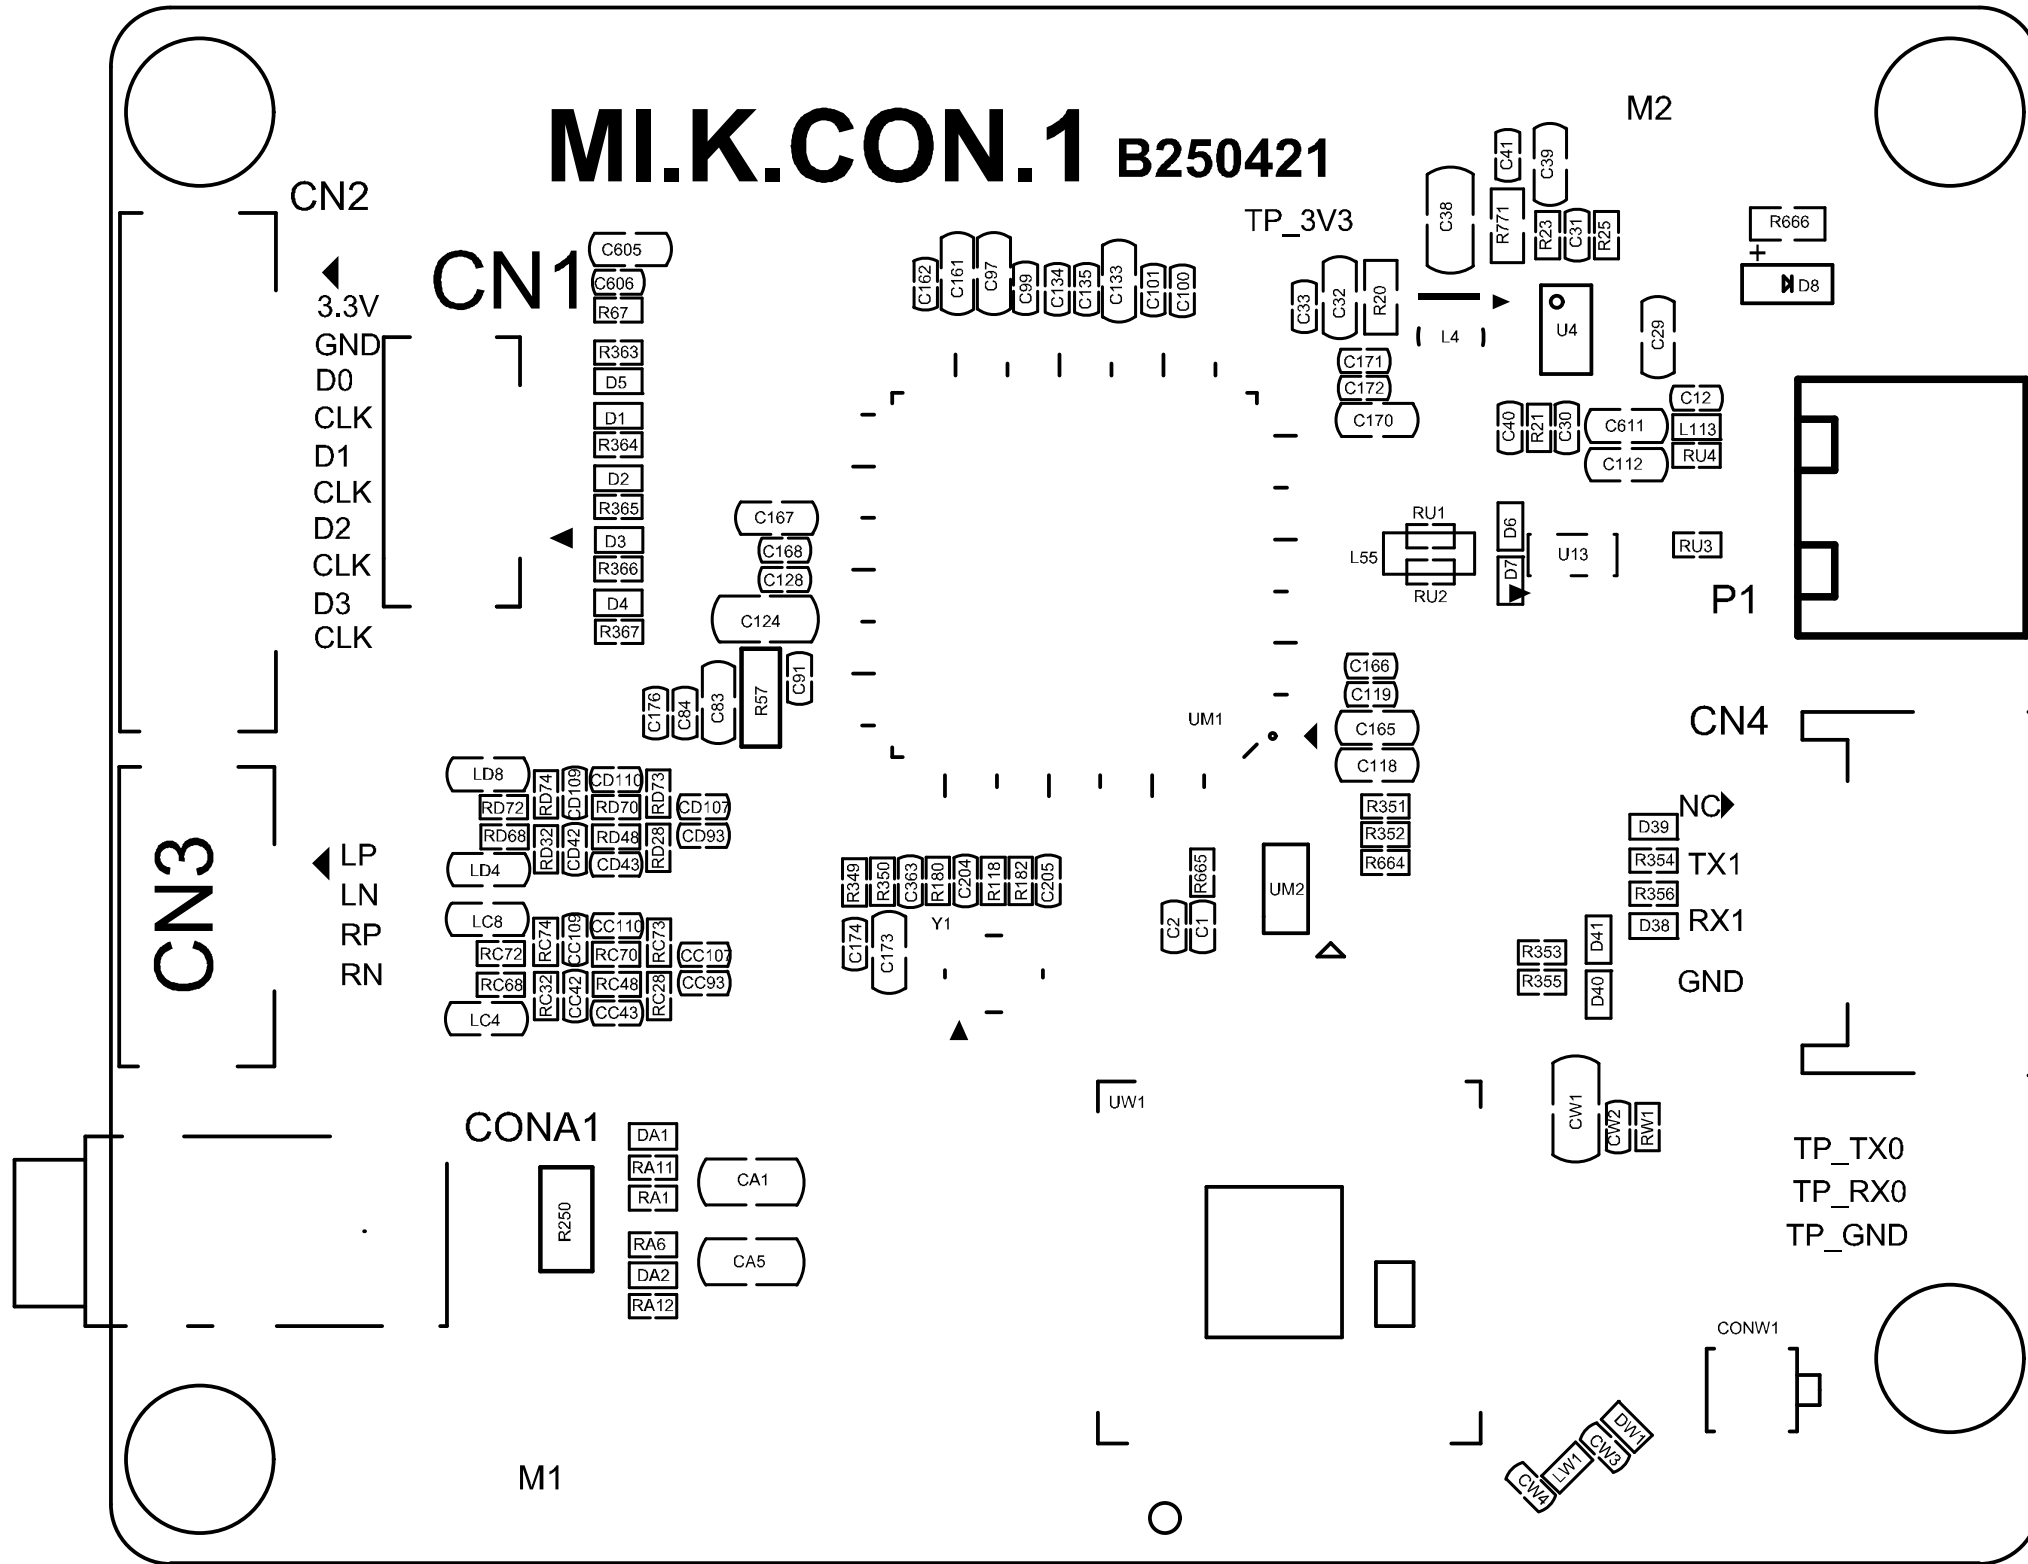 MI.K.CON.1 B250421
M2
CN2
TP_3V3
CN1
3.3V
GND
D0
CLK
D1
CLK
D2
CLK
D3
CLK
C605
C606
R67
R363
D5
D1
R364
D2
R365
D3
R366
D4
R367
C162
C161
C97
C99
C134
C135
C133
C101
C100
C41
C39
C38
R771
R23
C31
R25
R666
+
D8
C33
C32
R20
L4
U4
C29
C171
C172
C170
C40
R21
C30
C611
C112
C12
L113
RU4
C167
C168
C128
C124
C176
C84
C83
R57
C91
RU1
L55
RU2
D6
D7
U13
RU3
P1
UM1
C166
C119
C165
C118
R351
R352
R664
CN4
NC
TX1
RX1
GND
D39
R354
R356
D38
D41
D40
R353
R355
CN3
LP
LN
RP
RN
LD8
RD72
RD68
LD4
RD74
CD109
CD110
RD73
RD70
CD107
RD32
CD42
RD48
RD28
CD93
CD43
LC8
RC72
RC68
LC4
RC74
CC109
CC110
RC73
RC70
CC107
RC32
CC42
RC48
RC28
CC93
CC43
R349
R350
C363
R180
C204
R118
R182
C205
C174
C173
Y1
R665
C2
C1
UM2
UW1
CW1
CW2
RW1
CONA1
DA1
RA11
RA1
RA6
DA2
RA12
R250
CA1
CA5
TP_TX0
TP_RX0
TP_GND
CONW1
DW1
CW3
LW1
CW4
M1